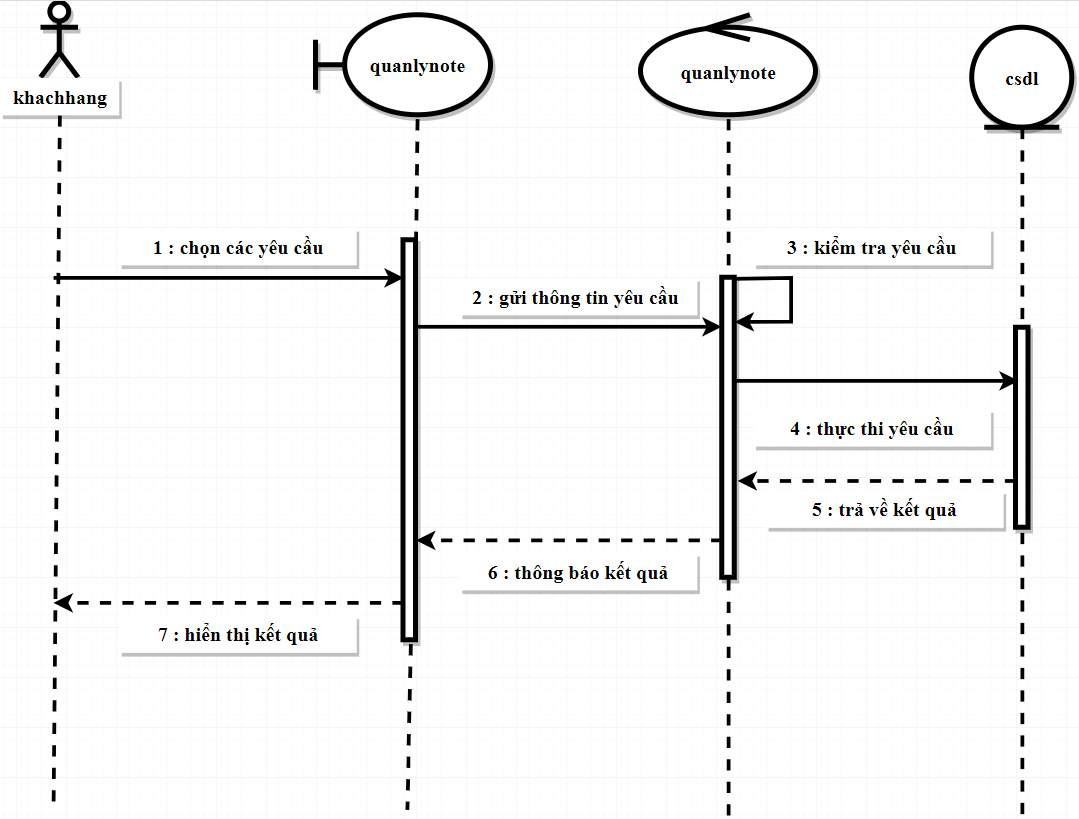 khachhang
quanlynote
quanlynote
csdl
1 : chọn các yêu cầu
3 : kiểm tra yêu cầu
2 : gửi thông tin yêu cầu
4 : thực thi yêu cầu
5 : trả về kết quả
6 : thông báo kết quả
7 : hiển thị kết quả